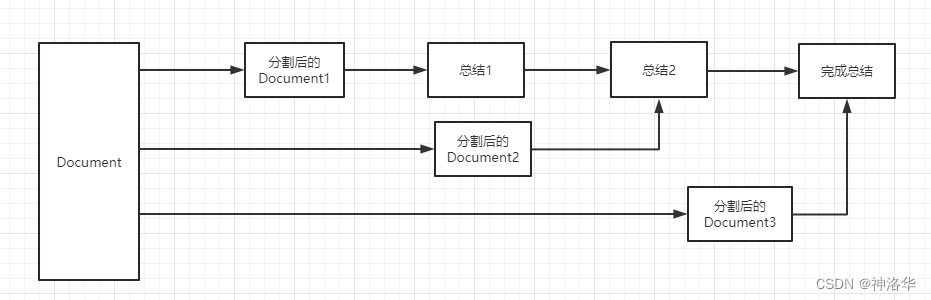 Document
分割后的
Document1
总结1
总结2
完成总结
分割后的
Document2
分割后的
Document3
CSDN @神洛华